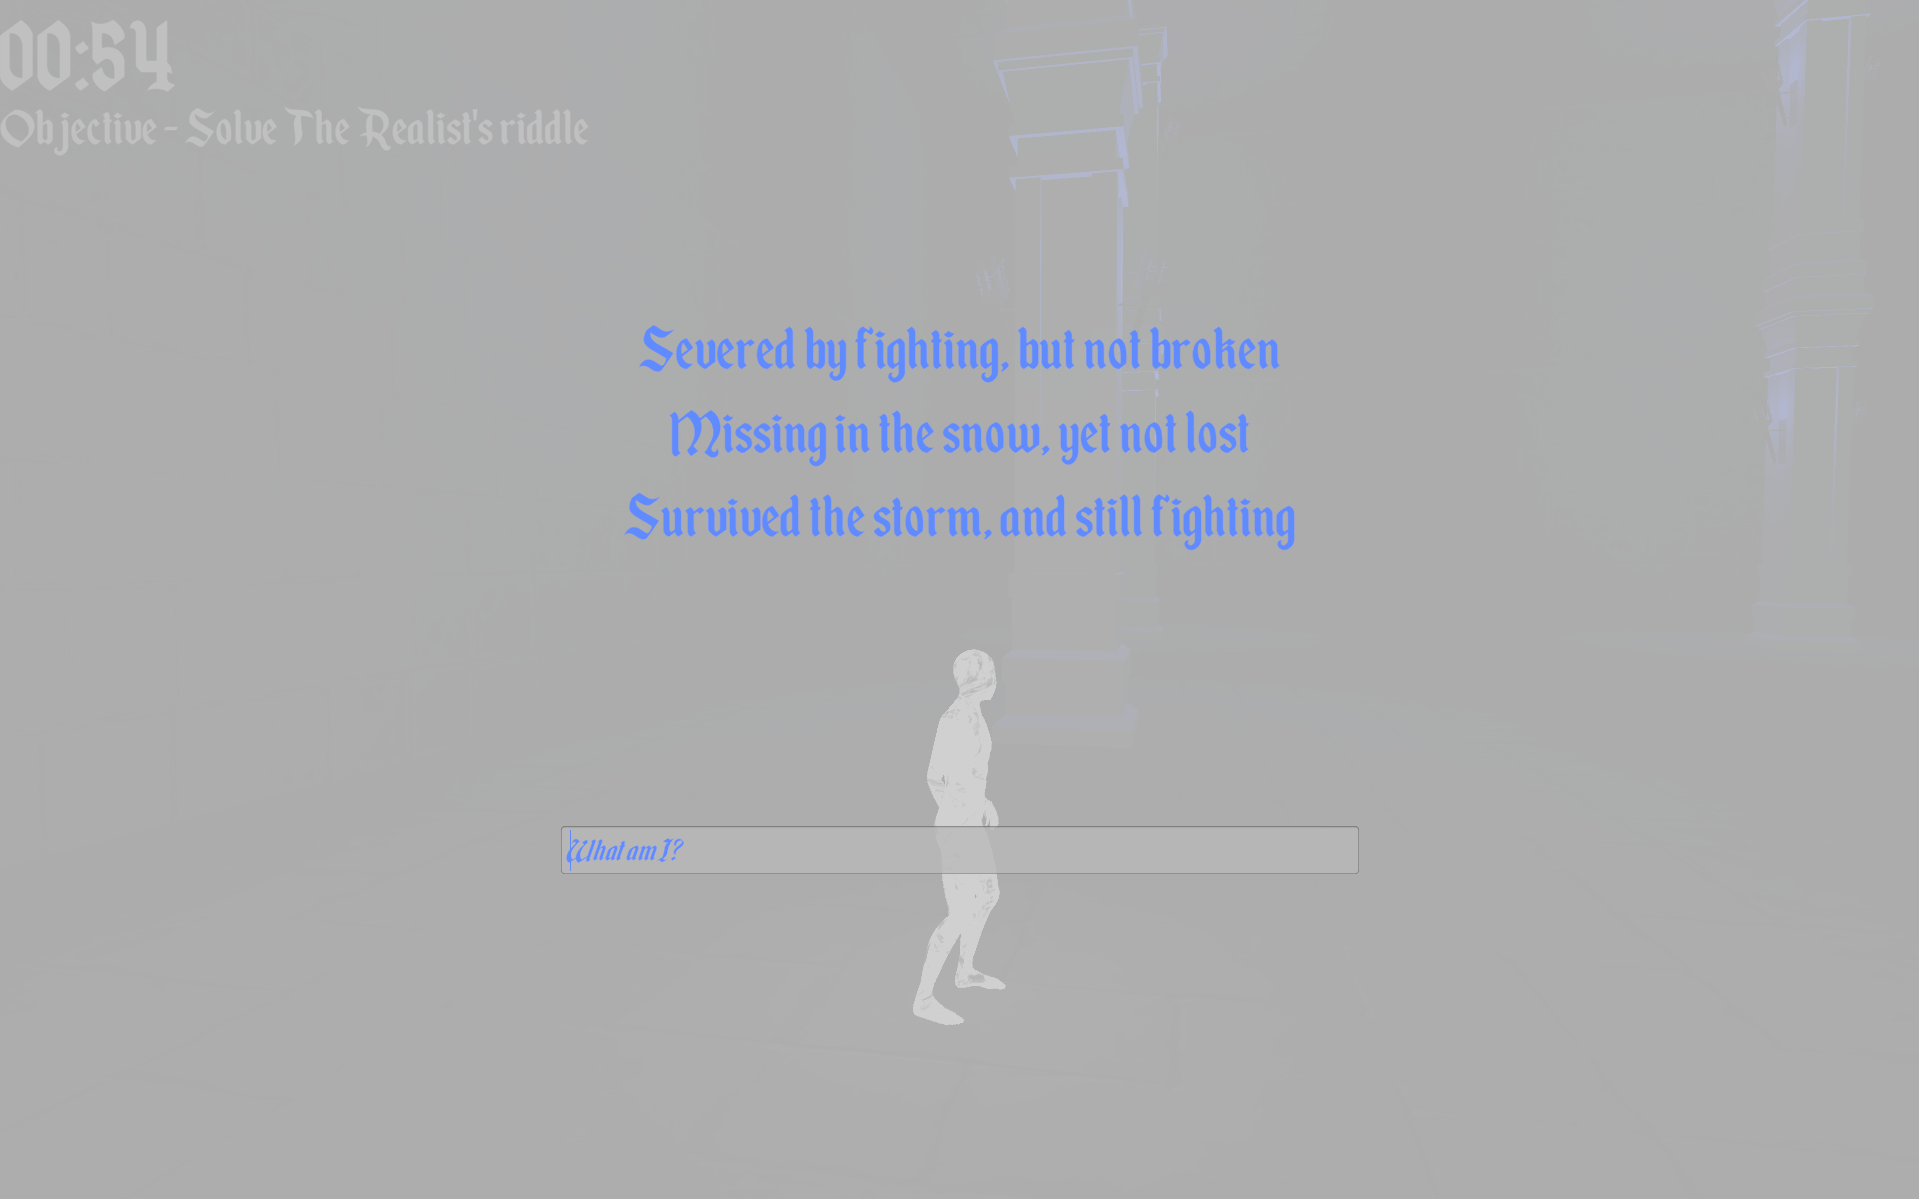 00:54
Objective - Solve The Realist's riddle
Severed by fighting, but not broken
Missing in the snow, yet not lost
Survived the storm, and still fighting
What am I?